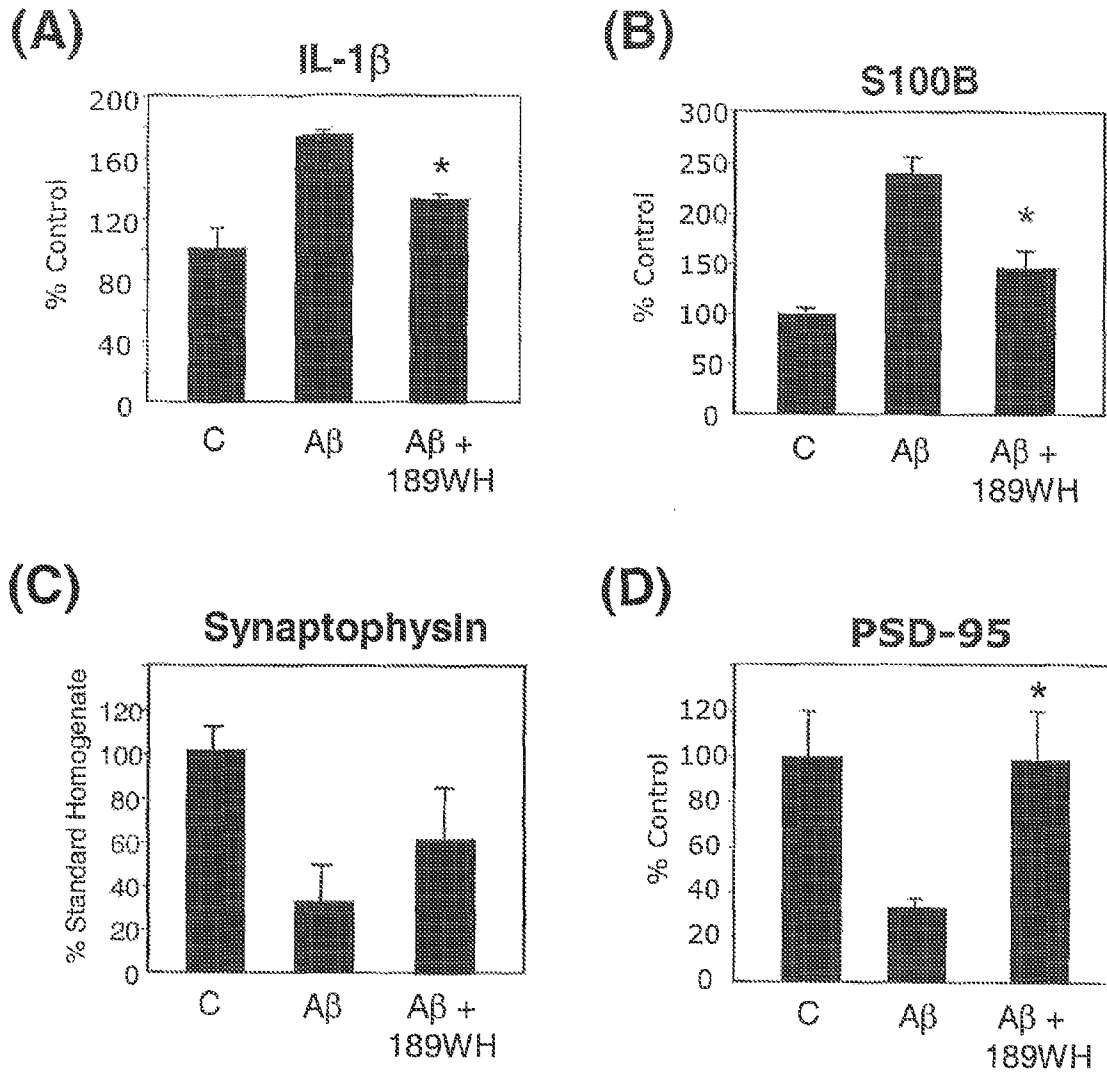 (A)
IL-1β
% Control
200
160
120
80
40
0
C
Aβ
Aβ +
189WH
*
(B)
S100B
% Control
300
250
200
150
100
50
0
C
Aβ
Aβ +
189WH
*
(C)
Synaptophysin
% Standard Homogenate
120
100
80
60
40
20
0
C
Aβ
Aβ +
189WH
(D)
PSD-95
% Control
120
100
80
60
40
20
0
C
Aβ
Aβ +
189WH
*